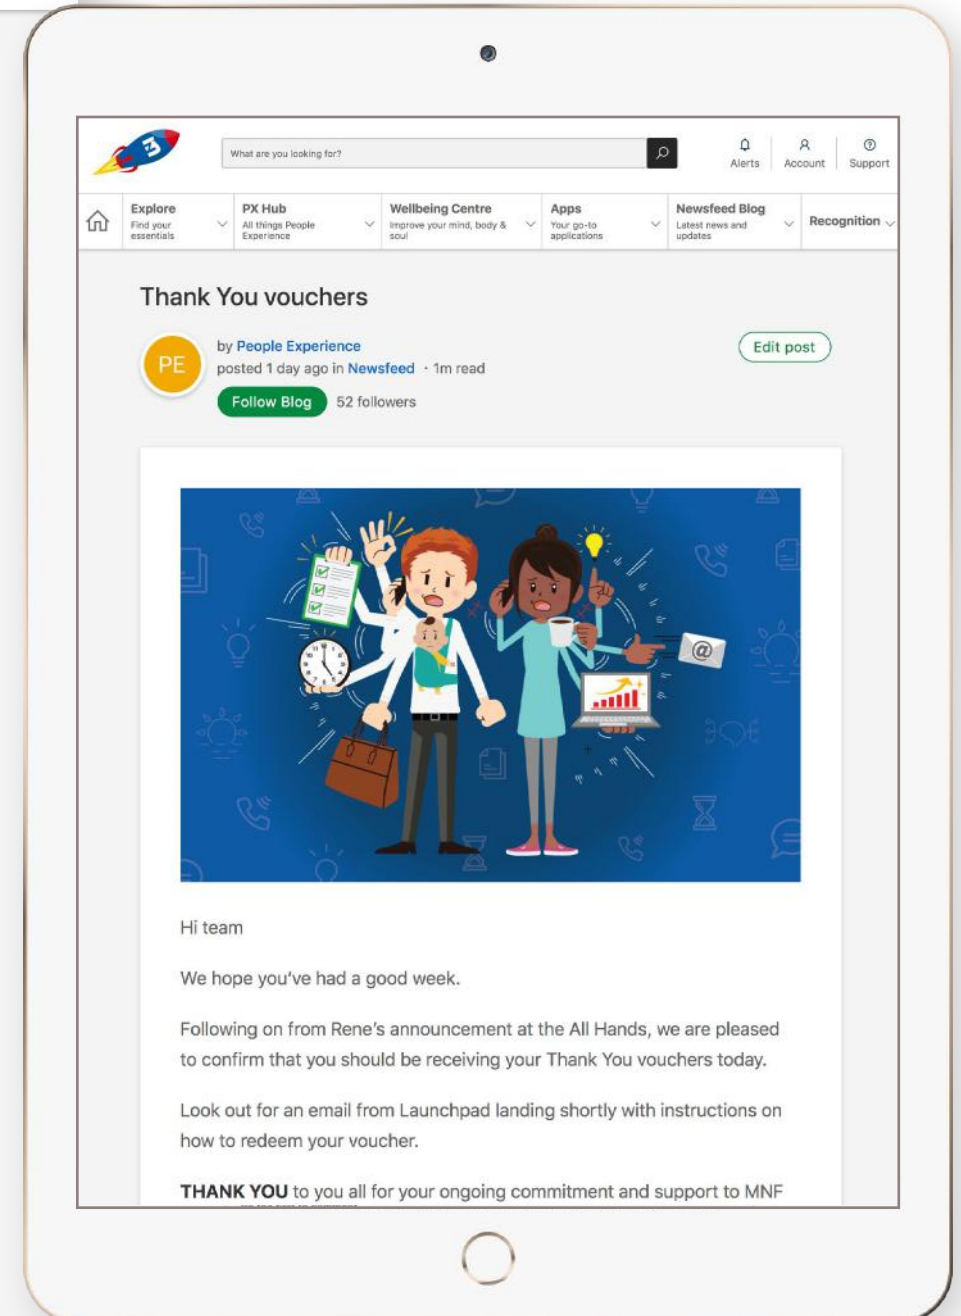 3
What are you looking for?
Alerts
Account
Support
Explore
Find your
essentials
PX Hub
All things People
Experience
Wellbeing Centre
Improve your mind, body &
soul
Apps
Your go-to
applications
Newsfeed Blog
Latest news and
updates
Recognition
Thank You vouchers
PE
by People Experience
posted 1 day ago in Newsfeed · 1m read
Edit post
Follow Blog
52 followers
@
Hi team
We hope you've had a good week.
Following on from Rene's announcement at the All Hands, we are pleased
to confirm that you should be receiving your Thank You vouchers today.
Look out for an email from Launchpad landing shortly with instructions on
how to redeem your voucher.
THANK YOU to you all for your ongoing commitment and support to MNF